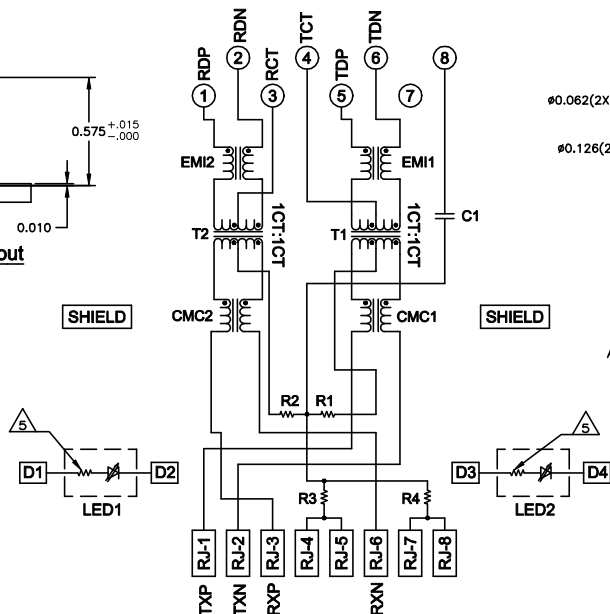 RDP
RDN
RCT
TCT
TDP
TDN
1
2
3
4
5
6
7
8
0.575 +.015 -.000
0.010
out
ø0.062(2X
ø0.126(2
EMI2
EMI1
T2
1CT:1CT
T1
1CT:1CT
C1
SHIELD
CMC2
CMC1
SHIELD
R2
R1
5
D1
D2
LED1
R3
R4
5
D3
D4
LED2
RJ-1
RJ-2
RJ-3
RJ-4
RJ-5
RJ-6
RJ-7
RJ-8
TXP
TXN
RXP
RXN